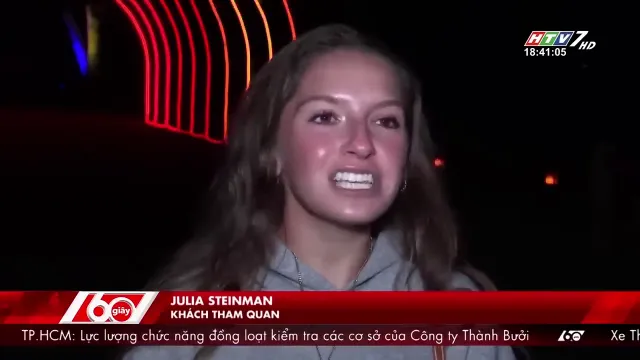 HTV7 HD
18:41:05
60 giây
JULIA STEINMAN
KHÁCH THAM QUAN
TP.HCM: Lực lượng chức năng đồng loạt kiểm tra các cơ sở của Công ty Thành Bưởi 60 Xe Th